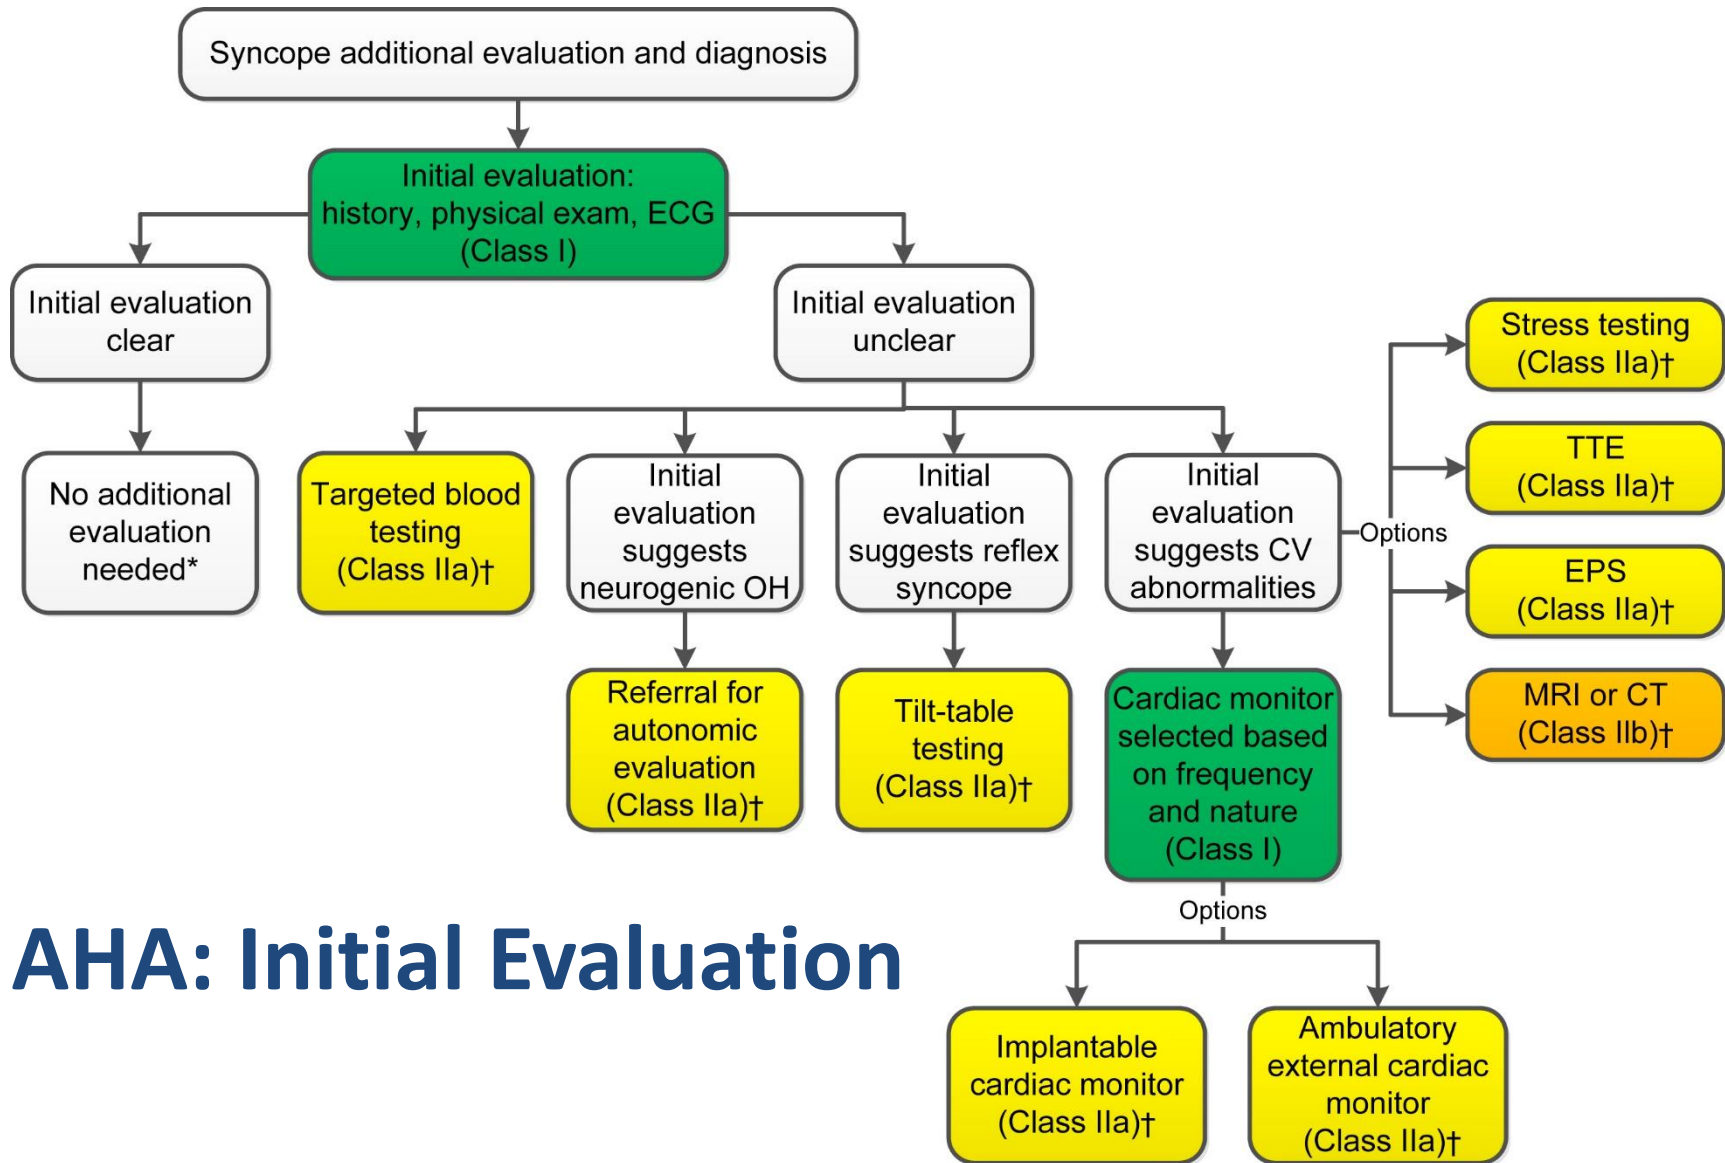 Syncope additional evaluation and diagnosis
Initial evaluation:
history, physical exam, ECG
(Class I)
Initial evaluation
clear
Initial evaluation
unclear
No additional
evaluation
needed*
Targeted blood
testing
(Class IIa)†
Initial
evaluation
suggests
neurogenic OH
Initial
evaluation
suggests reflex
syncope
Initial
evaluation
suggests CV
abnormalities
Options
Stress testing
(Class IIa)†
TTE
(Class IIa)†
EPS
(Class IIa)†
MRI or CT
(Class IIb)†
Referral for
autonomic
evaluation
(Class IIa)†
Tilt-table
testing
(Class IIa)†
Cardiac monitor
selected based
on frequency
and nature
(Class I)
Options
Implantable
cardiac monitor
(Class IIa)†
Ambulatory
external cardiac
monitor
(Class IIa)†
AHA: Initial Evaluation